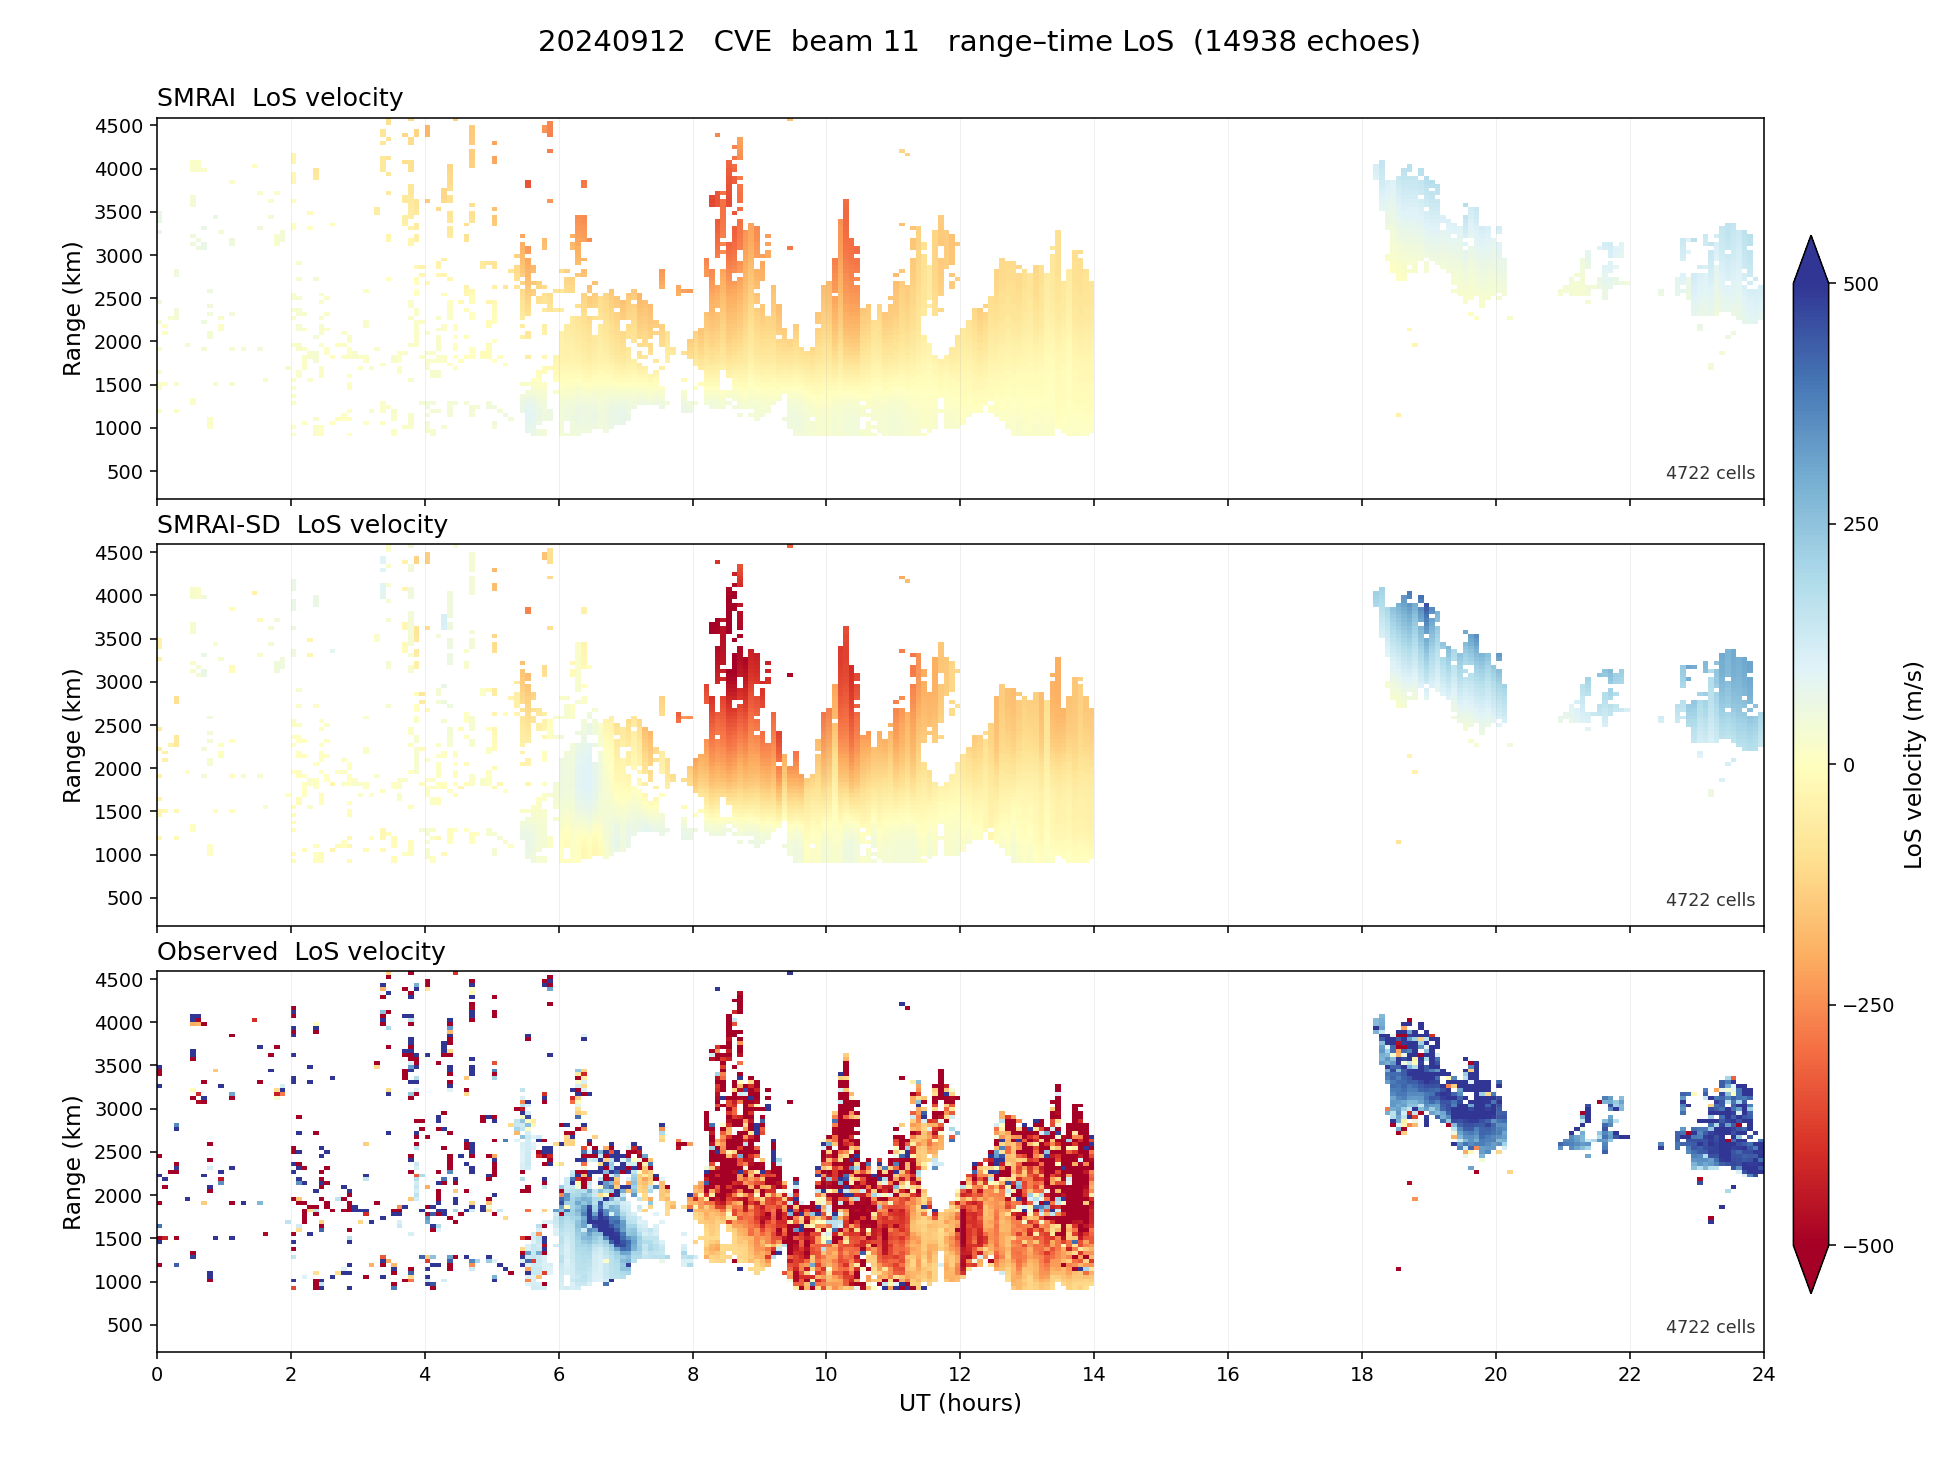 20240912 CVE beam 11 range–time LoS (14938 echoes)
SMRAI LoS velocity
4500
4000
3500
3000
2500
2000
1500
1000
500
Range (km)
4722 cells
SMRAI-SD LoS velocity
4500
4000
3500
3000
2500
2000
1500
1000
500
Range (km)
4722 cells
Observed LoS velocity
4500
4000
3500
3000
2500
2000
1500
1000
500
Range (km)
4722 cells
0 2 4 6 8 10 12 14 16 18 20 22 24
UT (hours)
500
250
0
−250
−500
LoS velocity (m/s)